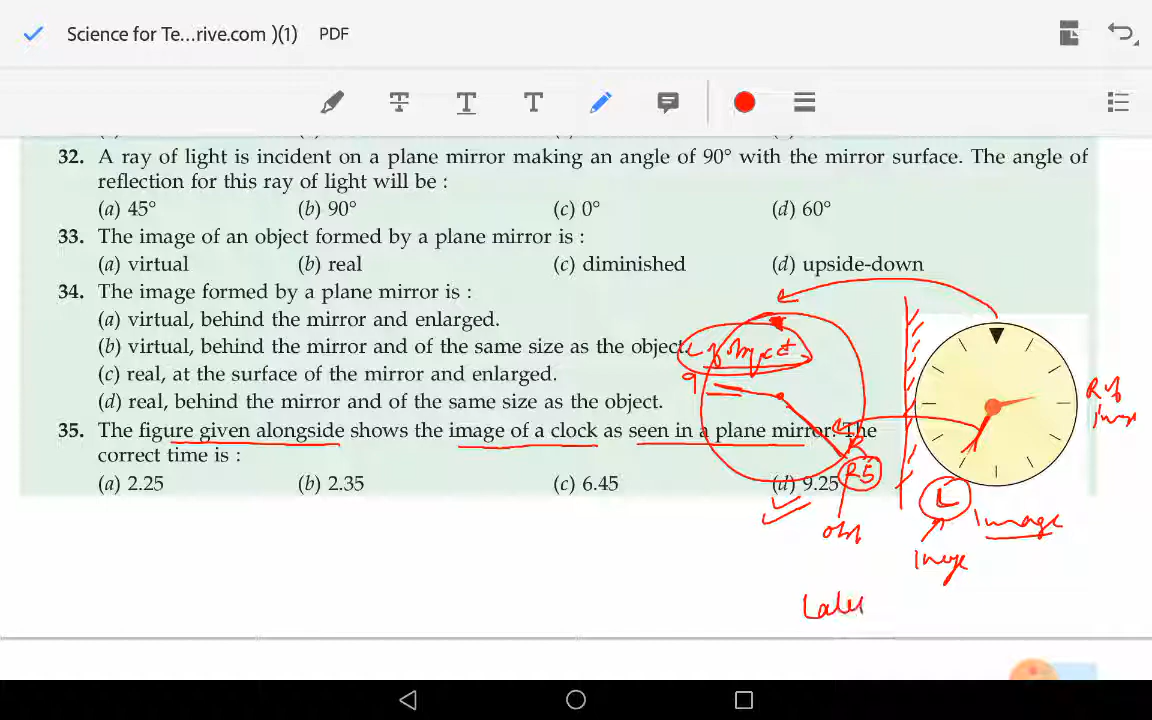 Science for Te...rive.com )(1) PDF
32. A ray of light is incident on a plane mirror making an angle of 90° with the mirror surface. The angle of
reflection for this ray of light will be :
(a) 45° (b) 90° (c) 0° (d) 60°
33. The image of an object formed by a plane mirror is :
(a) virtual (b) real (c) diminished (d) upside-down
34. The image formed by a plane mirror is :
(a) virtual, behind the mirror and enlarged.
(b) virtual, behind the mirror and of the same size as the object.
L of object
(c) real, at the surface of the mirror and enlarged.
9
R of
(d) real, behind the mirror and of the same size as the object.
35. The figure given alongside shows the image of a clock as seen in a plane mirror. The
correct time is :
R
(a) 2.25 (b) 2.35 (c) 6.45 (d) 9.25
L
Image
Late